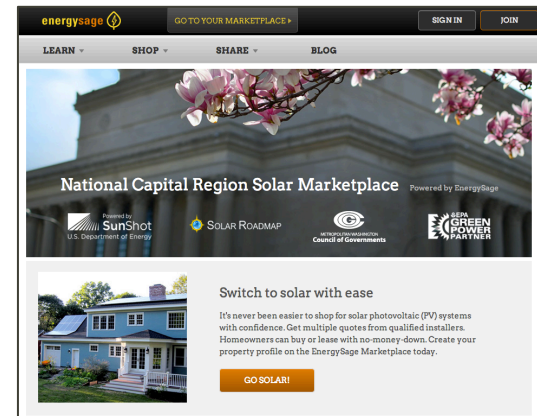 energysage
GO TO YOUR MARKETPLACE
SIGN IN
JOIN
LEARN
SHOP
SHARE
BLOG
National Capital Region Solar Marketplace
Powered by EnergySage
Powered by
SunShot
U.S. Department of Energy
SOLAR ROADMAP
METROPOLITAN WASHINGTON
Council of Governments
EPA
GREEN
POWER
PARTNER
Switch to solar with ease
It's never been easier to shop for solar photovoltaic (PV) systems
with confidence. Get multiple quotes from qualified installers.
Homeowners can buy or lease with no-money-down. Create your
property profile on the EnergySage Marketplace today.
GO SOLAR!